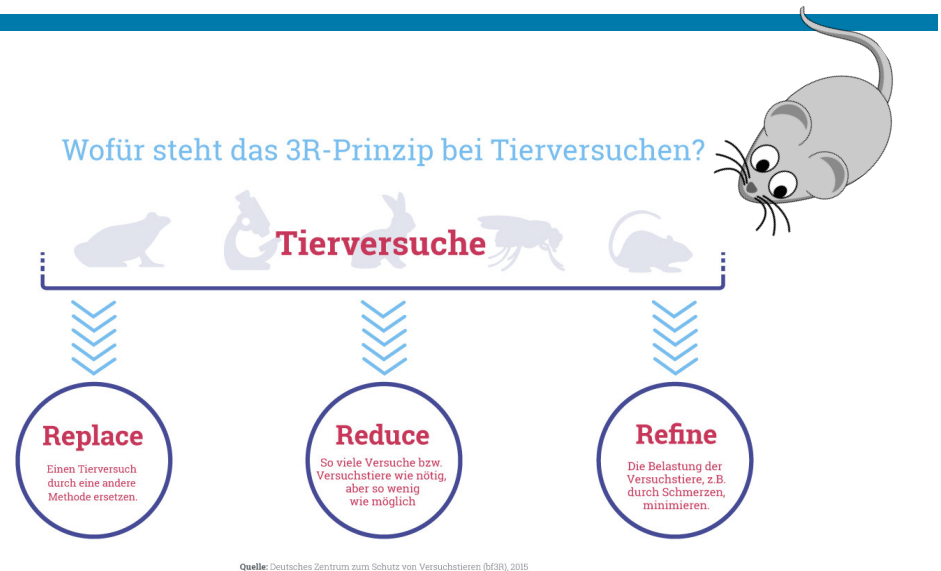 Wofür steht das 3R-Prinzip bei Tierversuchen?
Tierversuche
Replace
Einen Tierversuch
durch eine andere
Methode ersetzen.
Reduce
So viele Versuche bzw.
Versuchstiere wie nötig,
aber so wenig
wie möglich
Refine
Die Belastung der
Versuchstiere, z.B.
durch Schmerzen,
minimieren.
Quelle: Deutsches Zentrum zum Schutz von Versuchstieren (bf3R), 2015